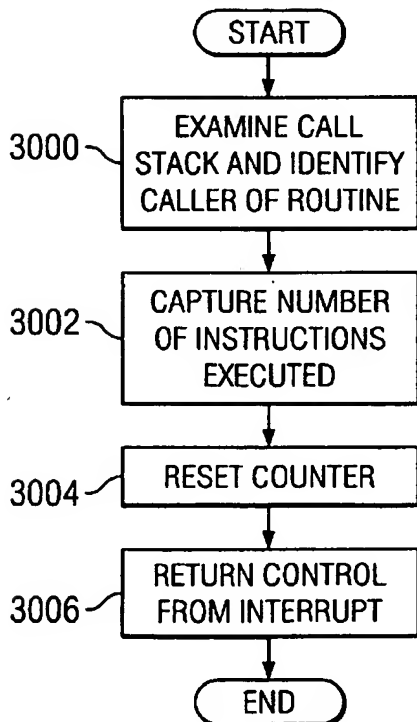 START
3000
EXAMINE CALL
STACK AND IDENTIFY
CALLER OF ROUTINE
3002
CAPTURE NUMBER
OF INSTRUCTIONS
EXECUTED
3004
RESET COUNTER
3006
RETURN CONTROL
FROM INTERRUPT
END